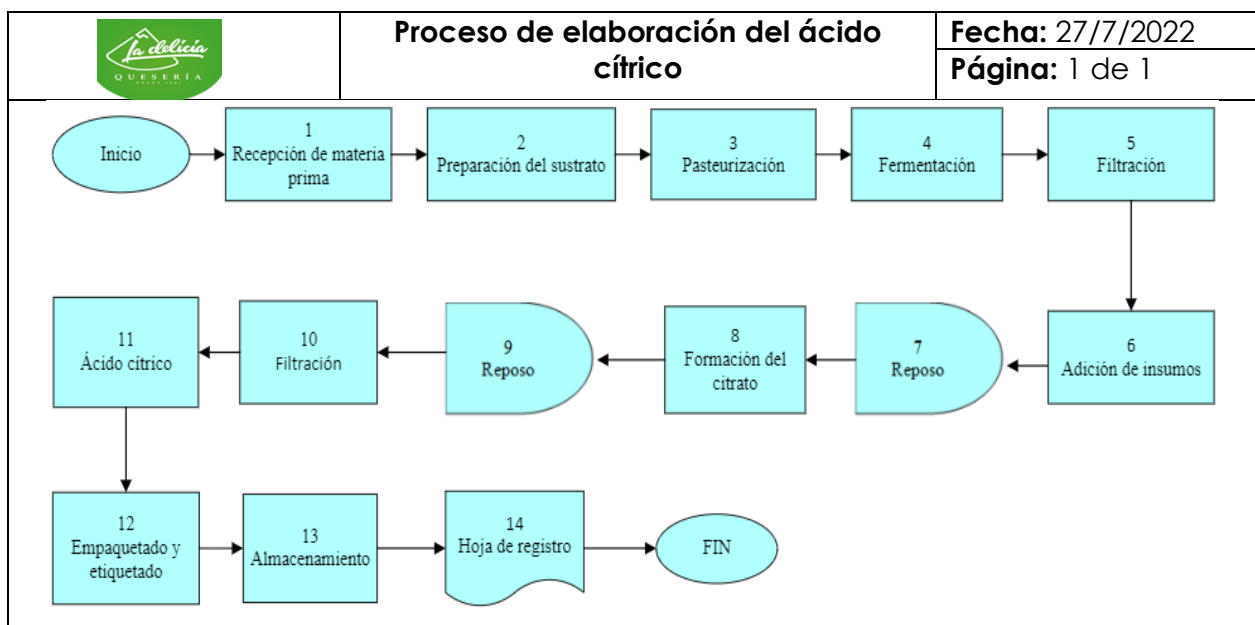 la delicia
QUESERÍA
Proceso de elaboración del ácido
cítrico
Fecha: 27/7/2022
Página: 1 de 1
Inicio
1
Recepción de materia
prima
2
Preparación del sustrato
3
Pasteurización
4
Fermentación
5
Filtración
11
Ácido cítrico
10
Filtración
9
Reposo
8
Formación del
citrato
7
Reposo
6
Adición de insumos
12
Empaquetado y
etiquetado
13
Almacenamiento
14
Hoja de registro
FIN